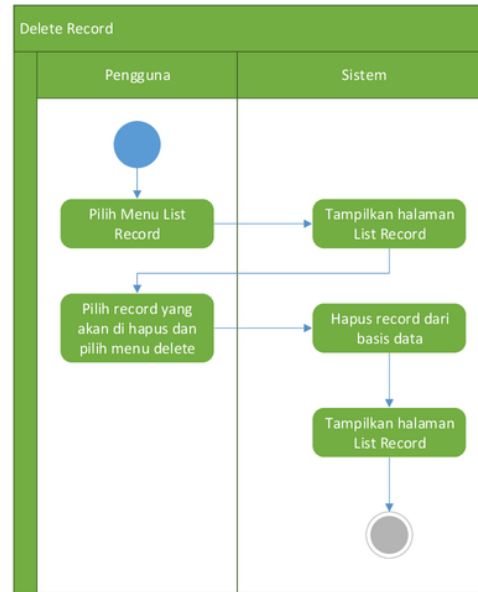 Delete Record
Pengguna
Sistem
Pilih Menu List
Record
Tampilkan halaman
List Record
Pilih record yang
akan di hapus dan
pilih menu delete
Hapus record dari
basis data
Tampilkan halaman
List Record